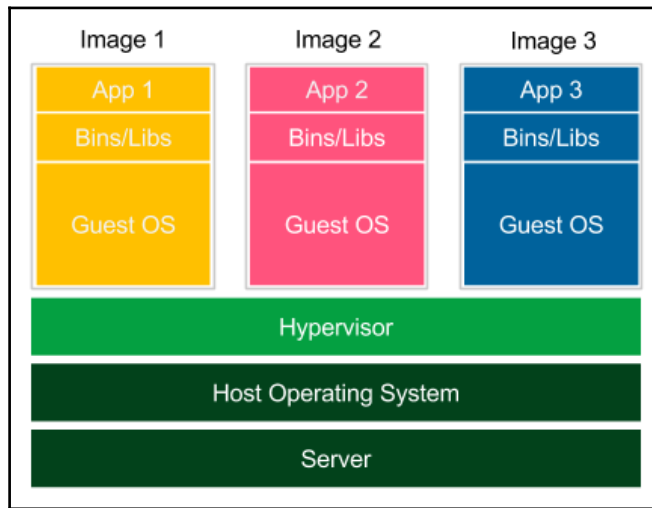 Image 1
Image 2
Image 3
App 1
App 2
App 3
Bins/Libs
Bins/Libs
Bins/Libs
Guest OS
Guest OS
Guest OS
Hypervisor
Host Operating System
Server